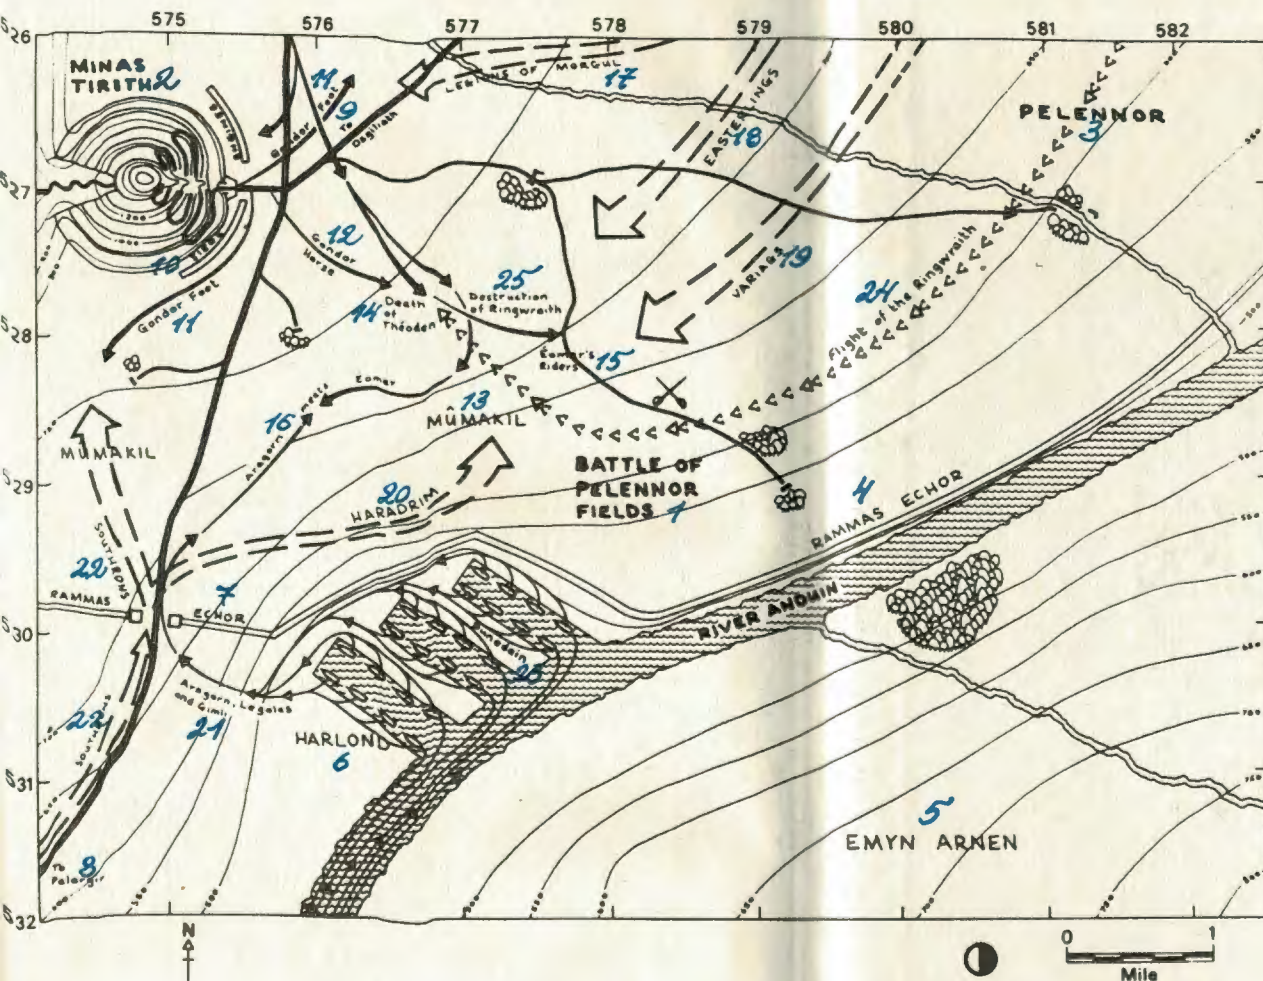 575 576 577 578 579 580 581 582
526
MINAS
TIRITH 2
11
9
Gondor Foot
To
Osgiliath
LEGIONS OF MORGUL
17
EASTERLINGS
18
PELENNOR
3
527
SIEGE
10
12
Gondor
Horse
Gondor Foot
11
25
Destruction
of Ringwraith
14
Death
of
Théoden
VARIAGS
19
24
Flight of the Ringwraith
528
Éomer's
Riders
15
Eomer
meets
Aragorn
16
13
MÛMAKIL
MÛMAKIL
BATTLE OF
PELENNOR
FIELDS 1
529
20
HARADRIM
4
RAMMAS ECHOR
SOUTHRONS
22
RAMMAS
7
ECHOR
530
RIVER ANDUIN
23
Aragorn, Legolas
and Gimli
21
22
HARLOND
6
531
5
EMYN ARNEN
To
Pelargir
8
532
N
0 1
Mile